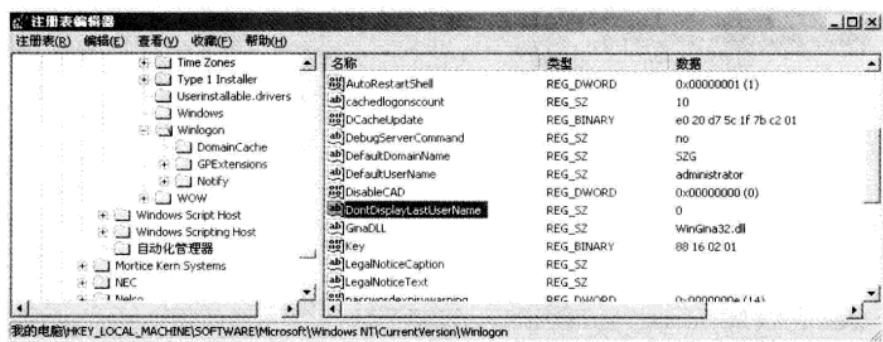 注册表编辑器
注册表(R) 编辑(E) 查看(V) 收藏(F) 帮助(H)
Time Zones
Type 1 Installer
Userinstallable.drivers
Windows
Winlogon
DomainCache
GPExtensions
Notify
WOW
Windows Script Host
Windows Scripting Host
自动化管理器
Mortice Kern Systems
NEC
Nelco
名称 类型 数据
AutoRestartShell REG_DWORD 0x00000001 (1)
cachedlogonscount REG_SZ 10
DCacheUpdate REG_BINARY e0 20 d7 5c 1f 7b c2 01
DebugServerCommand REG_SZ no
DefaultDomainName REG_SZ SZG
DefaultUserName REG_SZ administrator
DisableCAD REG_DWORD 0x00000000 (0)
DontDisplayLastUserName REG_SZ 0
GinaDLL REG_SZ WinGina32.dll
Key REG_BINARY 88 16 02 01
LegalNoticeCaption REG_SZ
LegalNoticeText REG_SZ
passwordexpirywarning REG_DWORD 0x0000000e (14)
我的电脑\HKEY_LOCAL_MACHINE\SOFTWARE\Microsoft\Windows NT\CurrentVersion\Winlogon